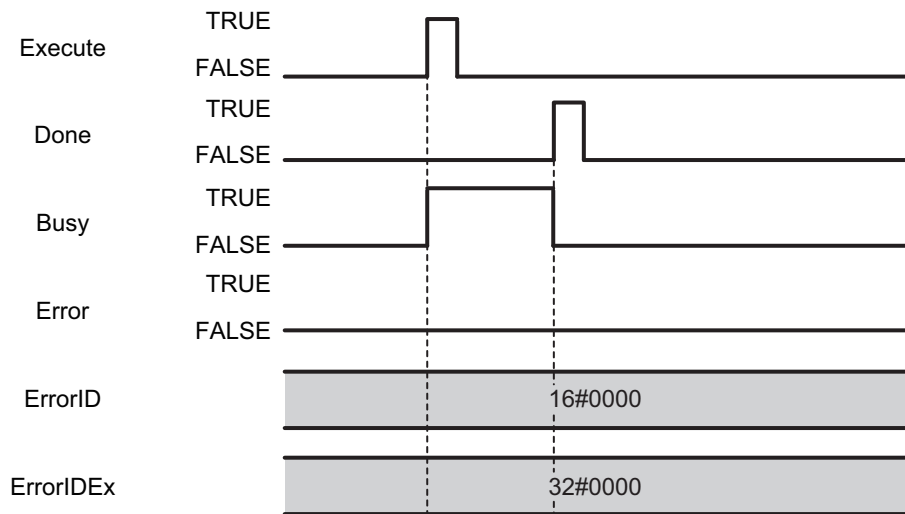 TRUE
Execute
FALSE
TRUE
Done
FALSE
TRUE
Busy
FALSE
TRUE
Error
FALSE
ErrorID 16#0000
ErrorIDEx 32#0000